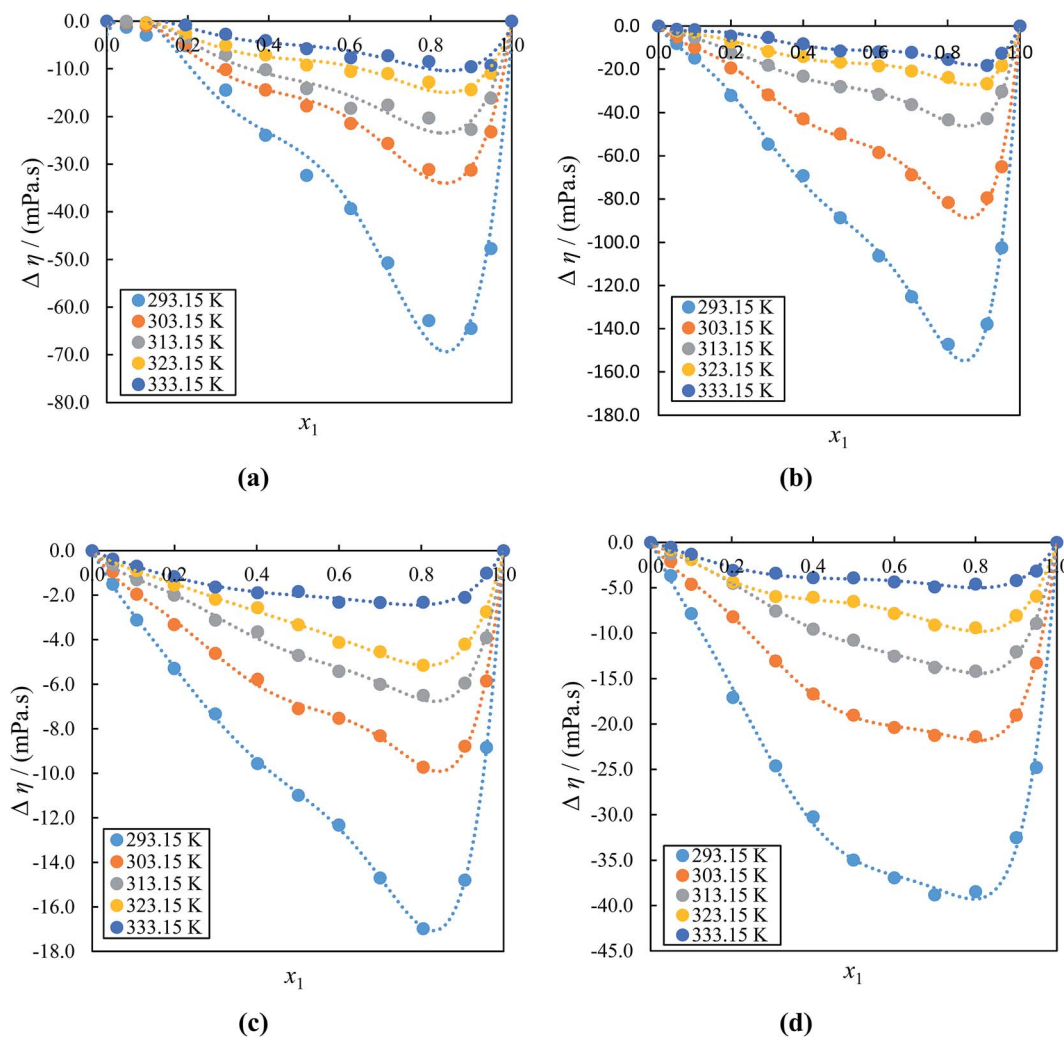 0.0
0.0 0.2 0.4 0.6 0.8 1.0
-10.0
-20.0
-30.0
-40.0
-50.0
-60.0
-70.0
-80.0
Δ η / (mPa.s)
293.15 K
303.15 K
313.15 K
323.15 K
333.15 K
x₁
(a)
0.0
0.0 0.2 0.4 0.6 0.8 1.0
-20.0
-40.0
-60.0
-80.0
-100.0
-120.0
-140.0
-160.0
-180.0
Δ η / (mPa.s)
293.15 K
303.15 K
313.15 K
323.15 K
333.15 K
x₁
(b)
0.0
0.0 0.2 0.4 0.6 0.8 1.0
-2.0
-4.0
-6.0
-8.0
-10.0
-12.0
-14.0
-16.0
-18.0
Δ η / (mPa.s)
293.15 K
303.15 K
313.15 K
323.15 K
333.15 K
x₁
(c)
0.0
0.0 0.2 0.4 0.6 0.8 1.0
-5.0
-10.0
-15.0
-20.0
-25.0
-30.0
-35.0
-40.0
-45.0
Δ η / (mPa.s)
293.15 K
303.15 K
313.15 K
323.15 K
333.15 K
x₁
(d)